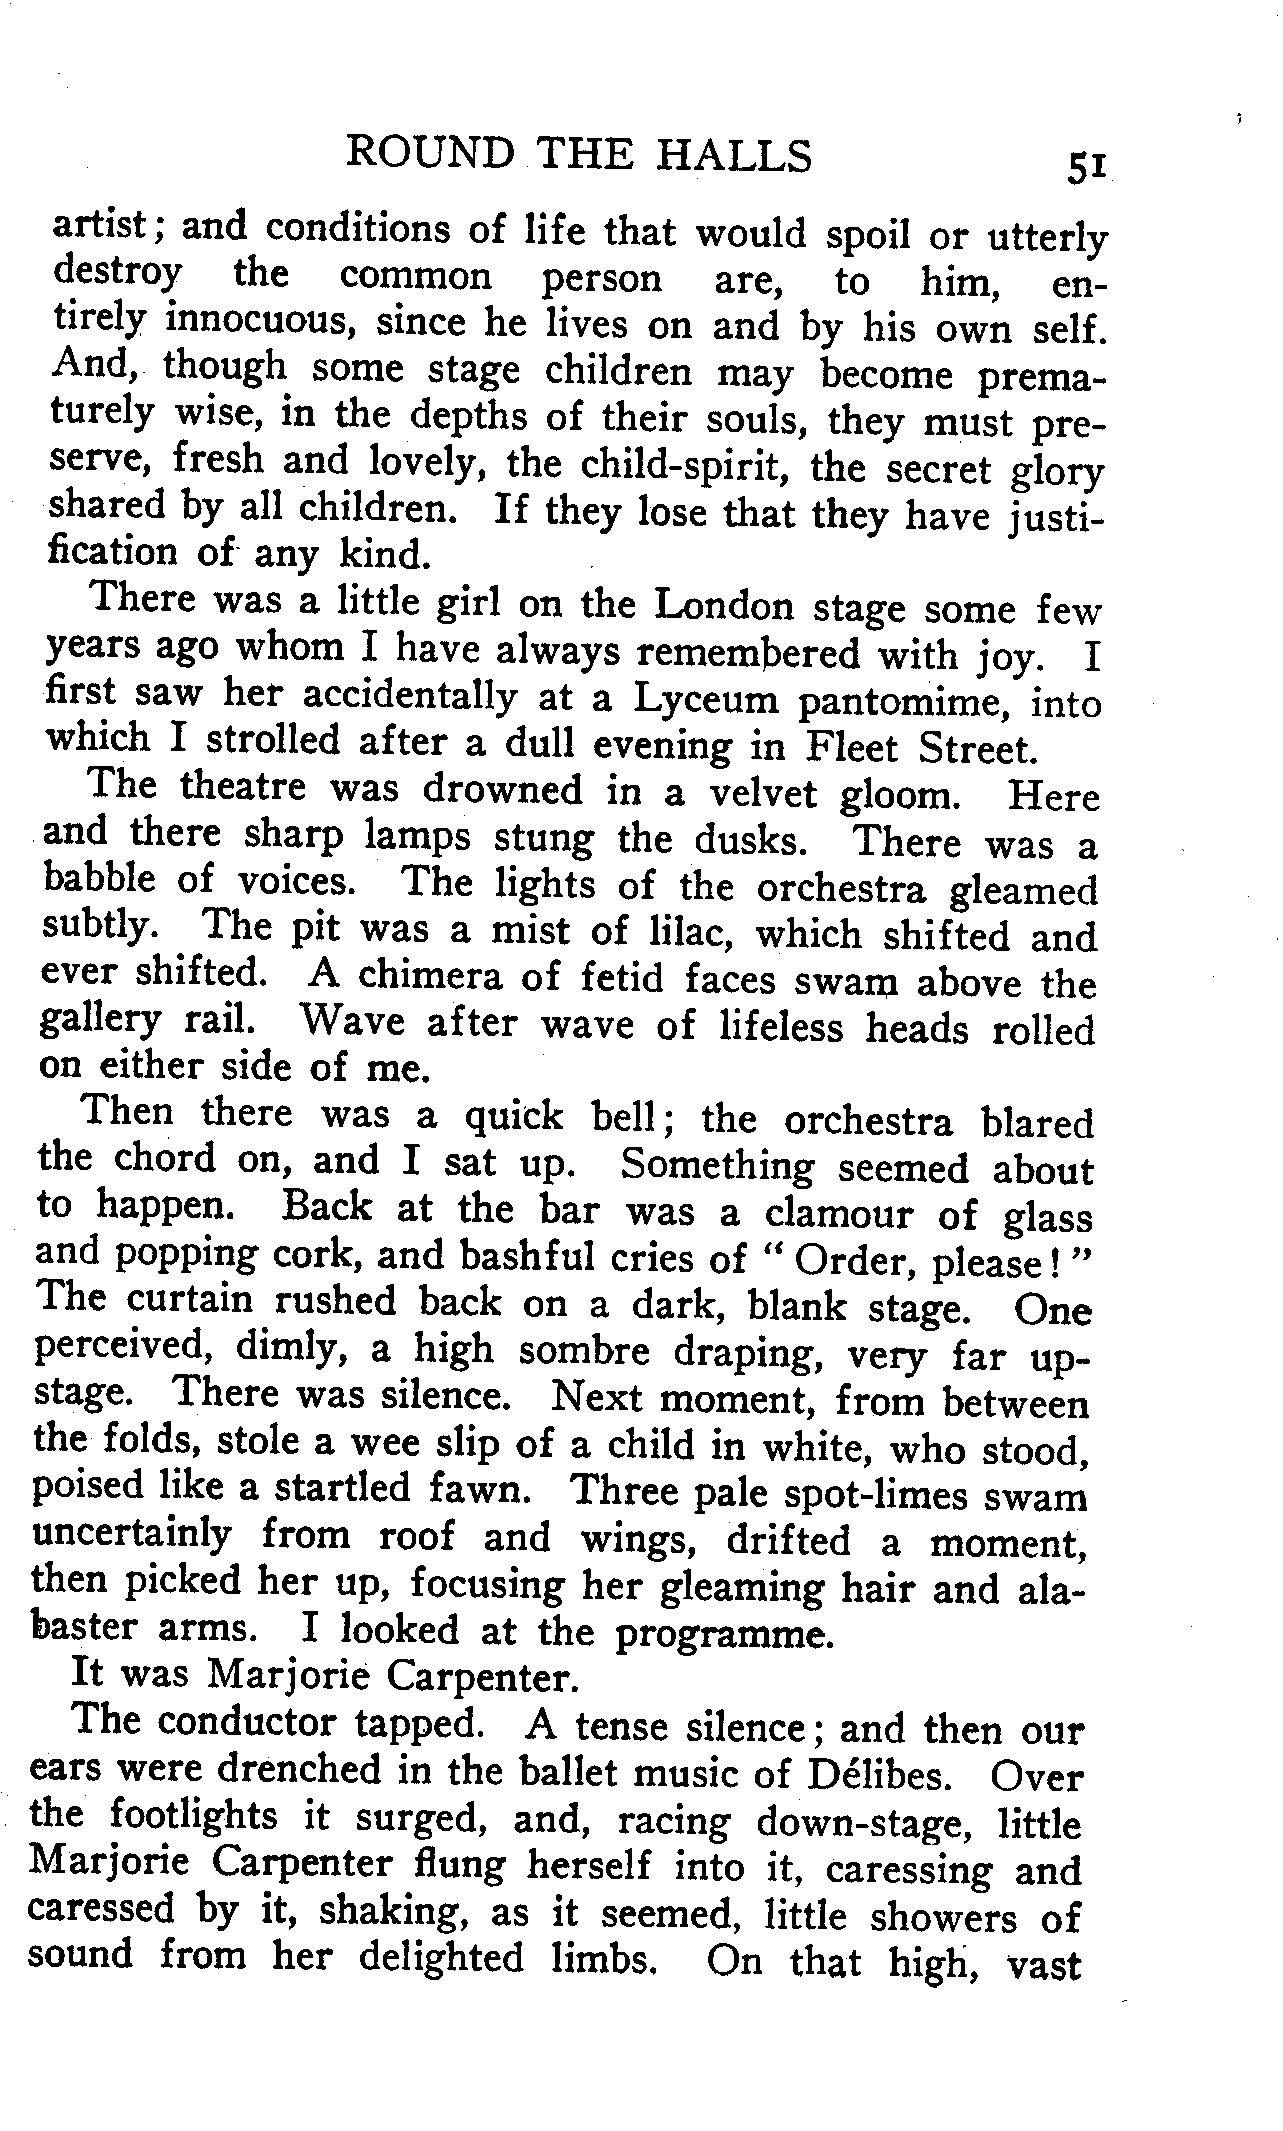 ROUND THE HALLS 51
artist; and conditions of life that would spoil or utterly
destroy the common person are, to him, en-
tirely innocuous, since he lives on and by his own self.
And, though some stage children may become prema-
turely wise, in the depths of their souls, they must pre-
serve, fresh and lovely, the child-spirit, the secret glory
shared by all children. If they lose that they have justi-
fication of any kind.
There was a little girl on the London stage some few
years ago whom I have always remembered with joy. I
first saw her accidentally at a Lyceum pantomime, into
which I strolled after a dull evening in Fleet Street.
The theatre was drowned in a velvet gloom. Here
and there sharp lamps stung the dusks. There was a
babble of voices. The lights of the orchestra gleamed
subtly. The pit was a mist of lilac, which shifted and
ever shifted. A chimera of fetid faces swam above the
gallery rail. Wave after wave of lifeless heads rolled
on either side of me.
Then there was a quick bell; the orchestra blared
the chord on, and I sat up. Something seemed about
to happen. Back at the bar was a clamour of glass
and popping cork, and bashful cries of “ Order, please! ”
The curtain rushed back on a dark, blank stage. One
perceived, dimly, a high sombre draping, very far up-
stage. There was silence. Next moment, from between
the folds, stole a wee slip of a child in white, who stood,
poised like a startled fawn. Three pale spot-limes swam
uncertainly from roof and wings, drifted a moment,
then picked her up, focusing her gleaming hair and ala-
baster arms. I looked at the programme.
It was Marjorie Carpenter.
The conductor tapped. A tense silence; and then our
ears were drenched in the ballet music of Délibes. Over
the footlights it surged, and, racing down-stage, little
Marjorie Carpenter flung herself into it, caressing and
caressed by it, shaking, as it seemed, little showers of
sound from her delighted limbs. On that high, vast